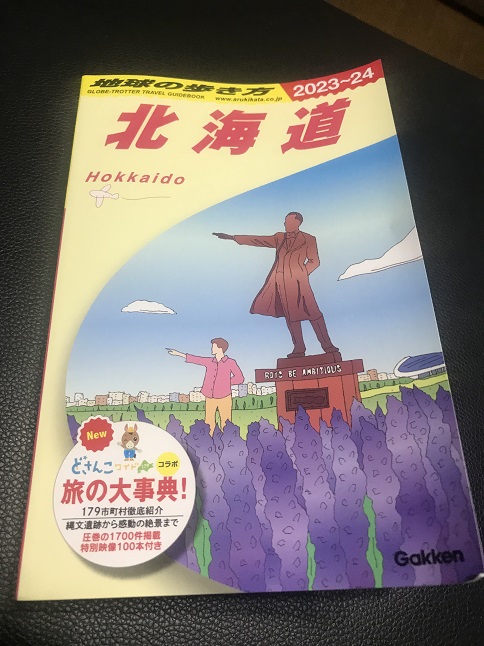 地球の歩き方
GLOBE-TROTTER TRAVEL GUIDEBOOK
www.arukikata.co.jp
2023~24
北海道
Hokkaido
BOYS BE AMBITIOUS
New
どさんこワイド
コラボ
旅の大事典!
179市町村徹底紹介
縄文遺跡から感動の絶景まで
圧巻の1700件掲載
特別映像100本付き
Gakken